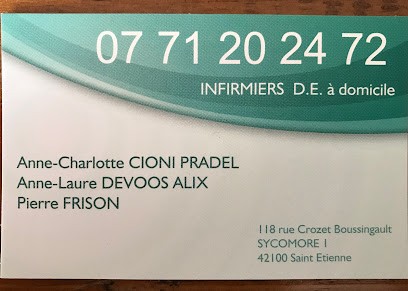 07 71 20 24 72
INFIRMIERS D.E. à domicile
Anne-Charlotte CIONI PRADEL
Anne-Laure DEVOOS ALIX
Pierre FRISON
118 rue Crozet Boussingault
SYCOMORE I
42100 Saint Etienne